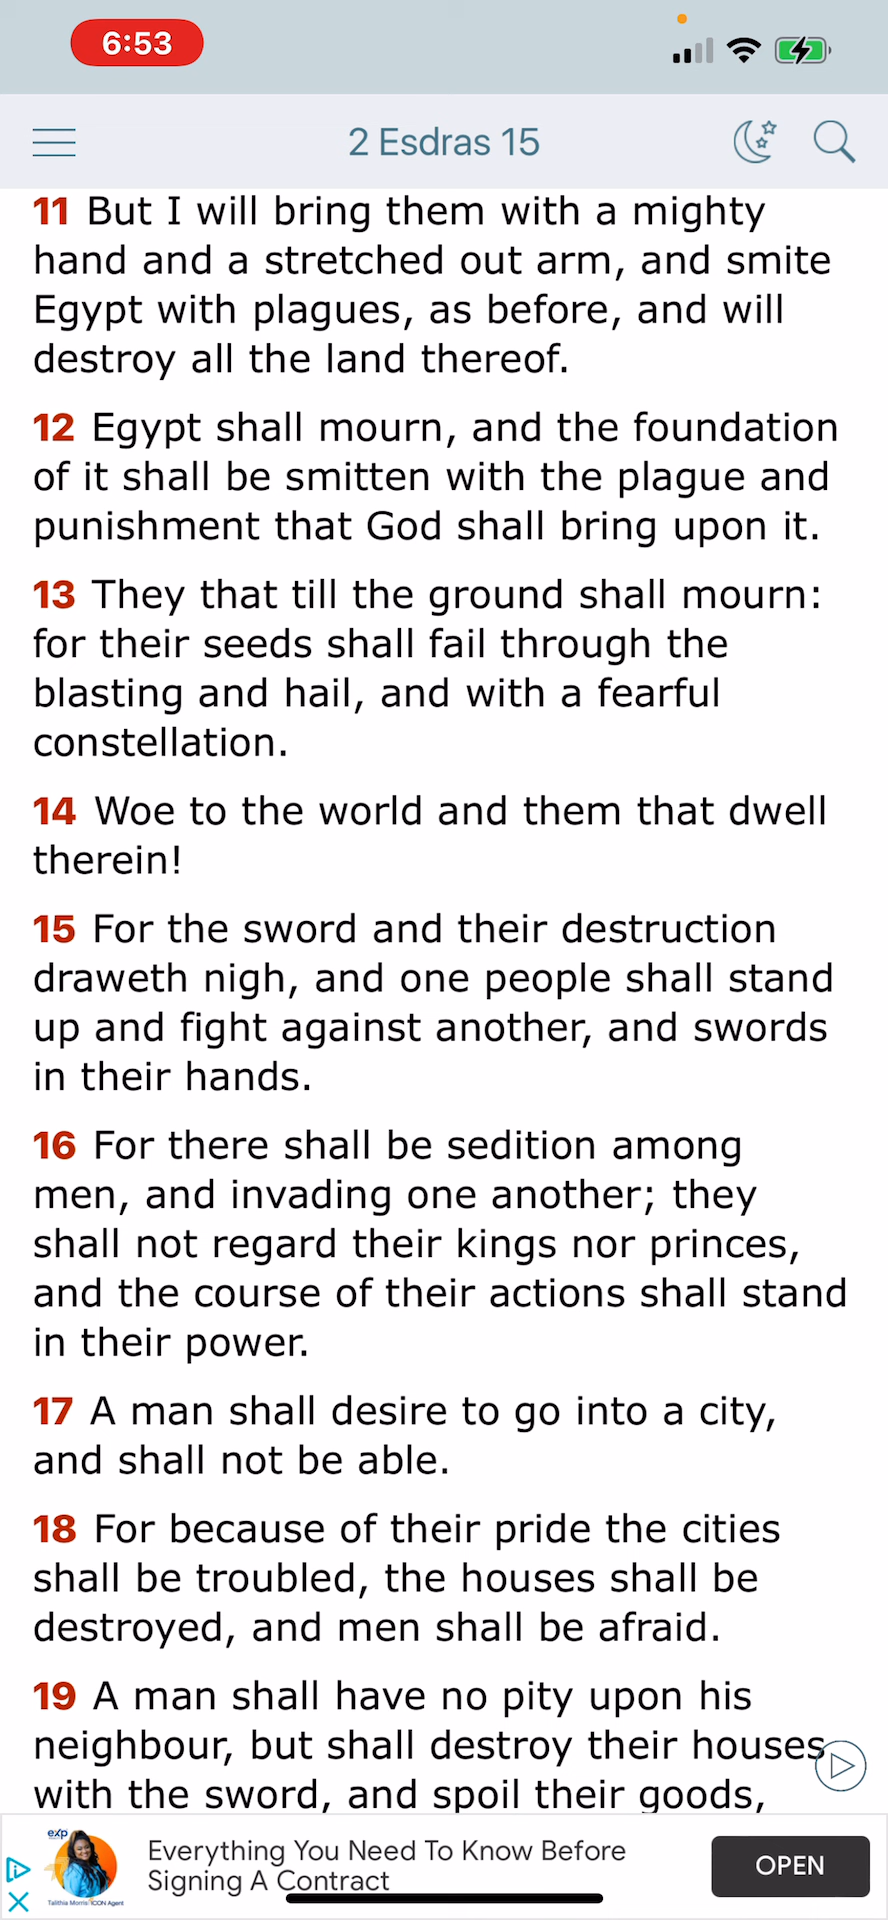 6:53
2 Esdras 15
11 But I will bring them with a mighty
hand and a stretched out arm, and smite
Egypt with plagues, as before, and will
destroy all the land thereof.
12 Egypt shall mourn, and the foundation
of it shall be smitten with the plague and
punishment that God shall bring upon it.
13 They that till the ground shall mourn:
for their seeds shall fail through the
blasting and hail, and with a fearful
constellation.
14 Woe to the world and them that dwell
therein!
15 For the sword and their destruction
draweth nigh, and one people shall stand
up and fight against another, and swords
in their hands.
16 For there shall be sedition among
men, and invading one another; they
shall not regard their kings nor princes,
and the course of their actions shall stand
in their power.
17 A man shall desire to go into a city,
and shall not be able.
18 For because of their pride the cities
shall be troubled, the houses shall be
destroyed, and men shall be afraid.
19 A man shall have no pity upon his
neighbour, but shall destroy their houses
with the sword, and spoil their goods,
exp
Talithia Morris ICON Agent
Everything You Need To Know Before
Signing A Contract
OPEN